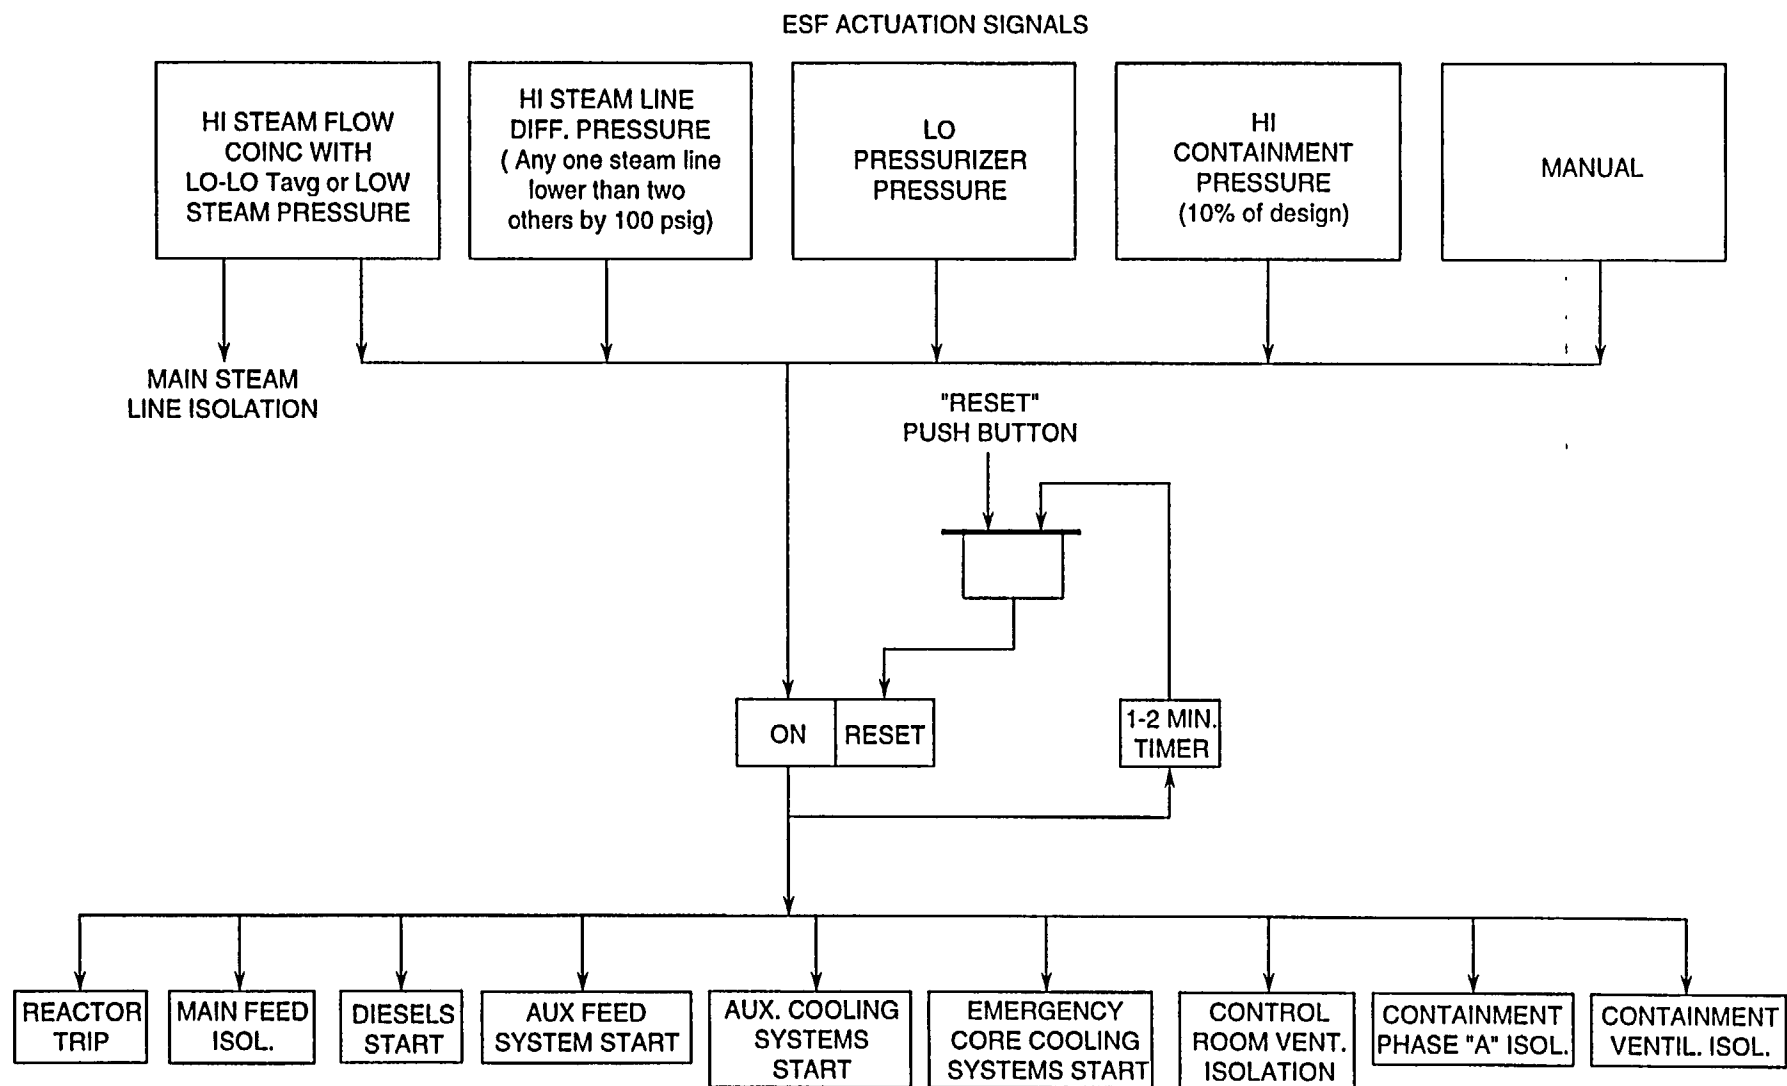 ESF ACTUATION SIGNALS
HI STEAM FLOW
COINC WITH
LO-LO Tavg or LOW
STEAM PRESSURE
HI STEAM LINE
DIFF. PRESSURE
( Any one steam line
lower than two
others by 100 psig)
LO
PRESSURIZER
PRESSURE
HI
CONTAINMENT
PRESSURE
(10% of design)
MANUAL
MAIN STEAM
LINE ISOLATION
"RESET"
PUSH BUTTON
ON
RESET
1-2 MIN.
TIMER
REACTOR
TRIP
MAIN FEED
ISOL.
DIESELS
START
AUX FEED
SYSTEM START
AUX. COOLING
SYSTEMS
START
EMERGENCY
CORE COOLING
SYSTEMS START
CONTROL
ROOM VENT.
ISOLATION
CONTAINMENT
PHASE "A" ISOL.
CONTAINMENT
VENTIL. ISOL.